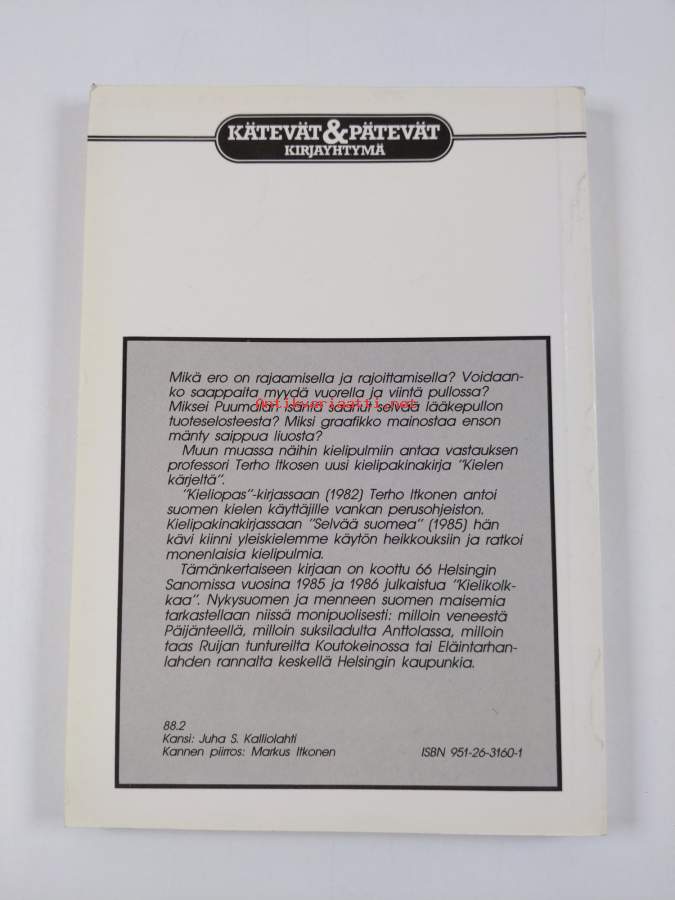 KÄTEVÄT&PÄTEVÄT
KIRJAYHTYMÄ
Mikä ero on rajaamisella ja rajoittamisella? Voidaan-
ko saappaita myydä vuorella ja viintä pullossa?
Miksei Puumalan isäntä saanut selvää lääkepullon
Antikvariaatti.net
tuoteselosteesta? Miksi graafikko mainostaa enson
mänty saippua liuosta?
Muun muassa näihin kielipulmiin antaa vastauksen
professori Terho Itkosen uusi kielipakinakirja "Kielen
kärjeltä".
"Kieliopas"-kirjassaan (1982) Terho Itkonen antoi
suomen kielen käyttäjille vankan perusohjeiston.
Kielipakinakirjassaan "Selvää suomea" (1985) hän
kävi kiinni yleiskielemme käytön heikkouksiin ja ratkoi
monenlaisia kielipulmia.
Tämänkertaiseen kirjaan on koottu 66 Helsingin
Sanomissa vuosina 1985 ja 1986 julkaistua "Kielikolk-
kaa". Nykysuomen ja menneen suomen maisemia
tarkastellaan niissä monipuolisesti: milloin veneestä
Päijänteellä, milloin suksiladulta Anttolassa, milloin
taas Ruijan tuntureilta Koutokeinossa tai Eläintarhan-
lahden rannalta keskellä Helsingin kaupunkia.
88.2
Kansi: Juha S. Kalliolahti
Kannen piirros: Markus Itkonen
ISBN 951-26-3160-1